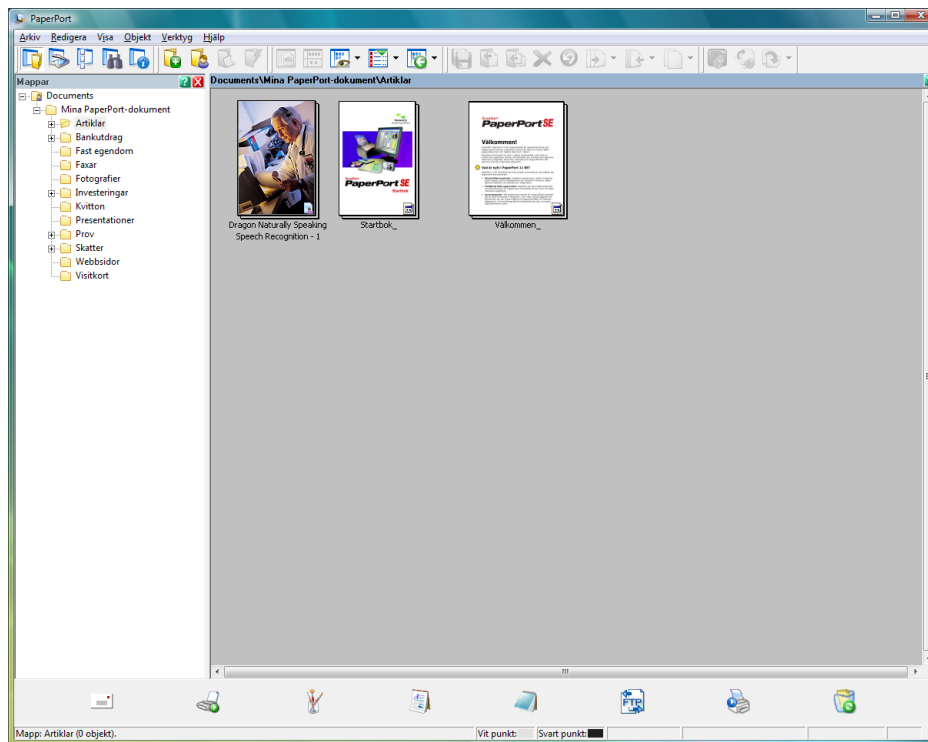 PaperPort
Arkiv Redigera Visa Objekt Verktyg Hjälp
Mappar
Documents\Mina PaperPort-dokument\Artiklar
Documents
Mina PaperPort-dokument
Artiklar
Bankutdrag
Fast egendom
Faxar
Fotografier
Investeringar
Kvitton
Presentationer
Prov
Skatter
Webbsidor
Visitkort
PaperPort SE
Startbok
PaperPort SE
Välkommen!
Dragon Naturally Speaking
Speech Recognition - 1
Startbok_
Välkommen_
FTP
Mapp: Artiklar (0 objekt).
Vit punkt:
Svart punkt: